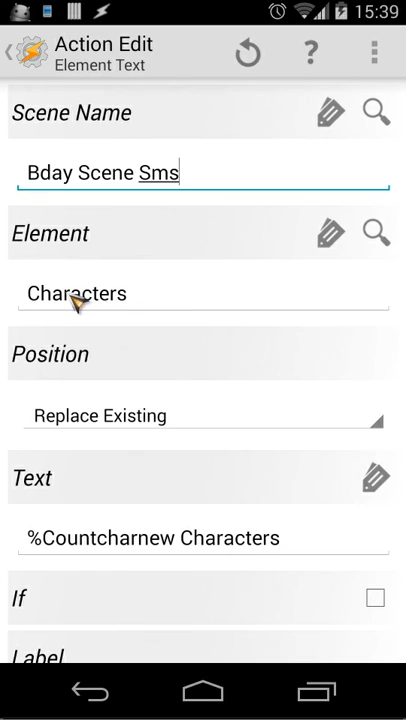 15:39
Action Edit
Element Text
Scene Name
Bday Scene Sms
Element
Characters
Position
Replace Existing
Text
%Countcharnew Characters
If
Label